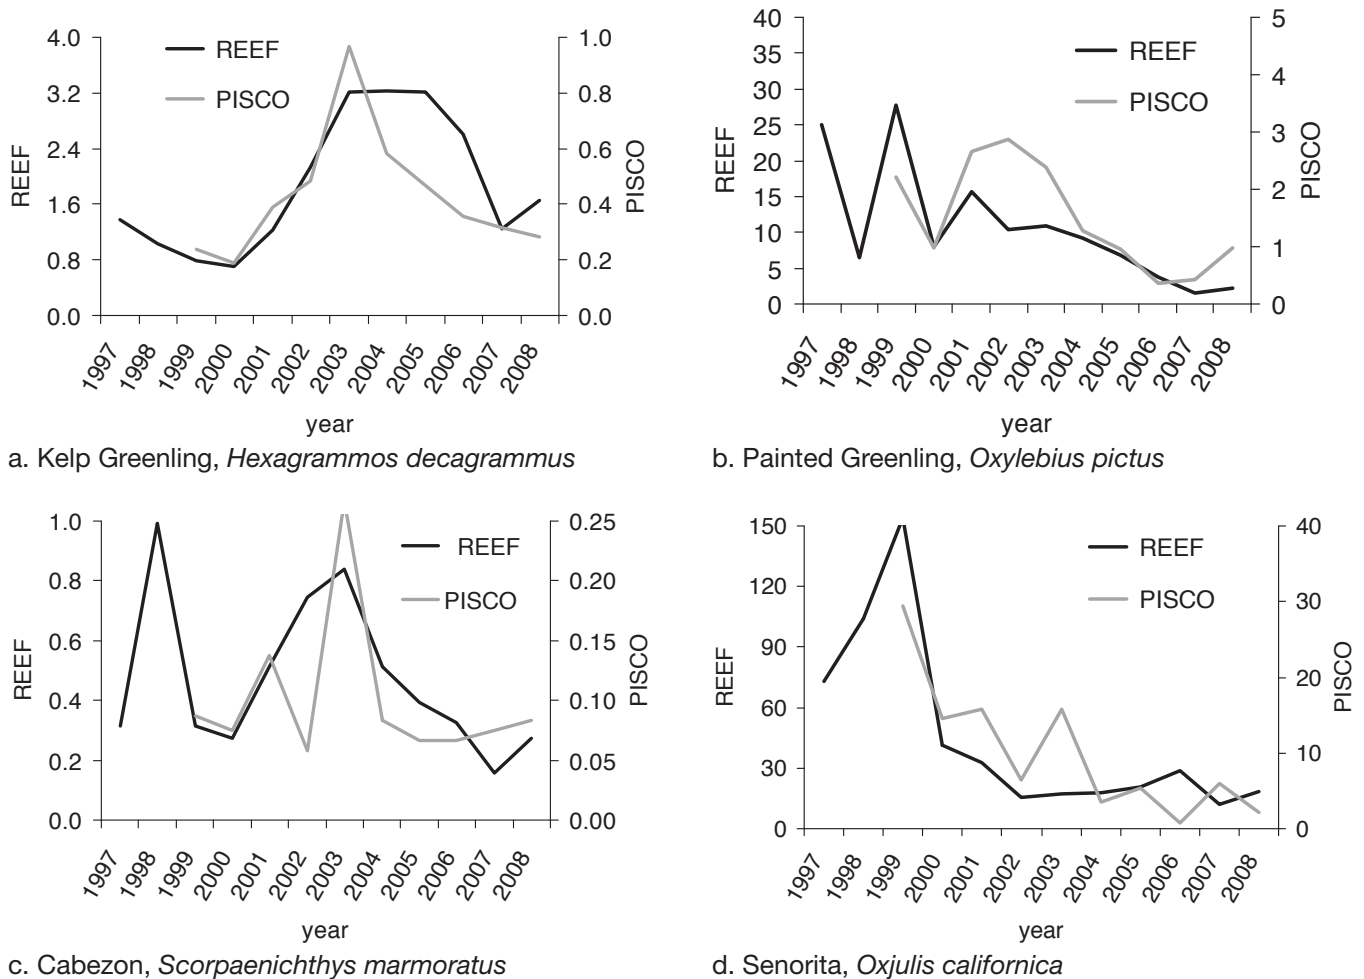 4.0
3.2
2.4
1.6
0.8
0.0
REEF
REEF
PISCO
1.0
0.8
0.6
0.4
0.2
0.0
PISCO
1997 1998 1999 2000 2001 2002 2003 2004 2005 2006 2007 2008
year
a. Kelp Greenling, Hexagrammos decagrammus
40
35
30
25
20
15
10
5
0
REEF
REEF
PISCO
5
4
3
2
1
0
PISCO
1997 1998 1999 2000 2001 2002 2003 2004 2005 2006 2007 2008
year
b. Painted Greenling, Oxylebius pictus
1.0
0.8
0.6
0.4
0.2
0.0
REEF
REEF
PISCO
0.25
0.20
0.15
0.10
0.05
0.00
PISCO
1997 1998 1999 2000 2001 2002 2003 2004 2005 2006 2007 2008
year
c. Cabezon, Scorpaenichthys marmoratus
150
120
90
60
30
0
REEF
REEF
PISCO
40
30
20
10
0
PISCO
1997 1998 1999 2000 2001 2002 2003 2004 2005 2006 2007 2008
year
d. Senorita, Oxjulis californica